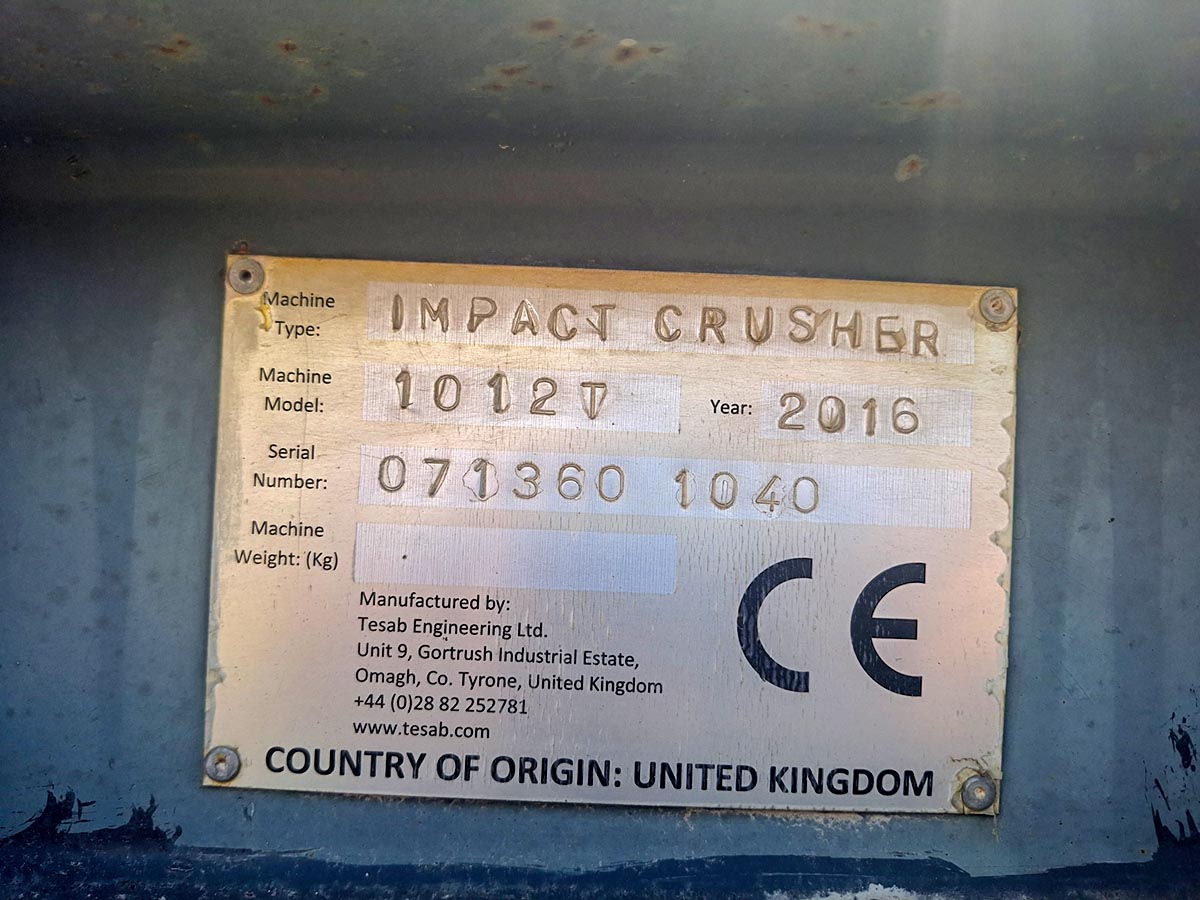 Machine Type: IMPACT CRUSHER
Machine Model: 1012T Year: 2016
Serial Number: 071360 1040
Machine Weight: (Kg)
Manufactured by:
Tesab Engineering Ltd.
Unit 9, Gortrush Industrial Estate,
Omagh, Co. Tyrone, United Kingdom
+44 (0)28 82 252781
www.tesab.com
CE
COUNTRY OF ORIGIN: UNITED KINGDOM